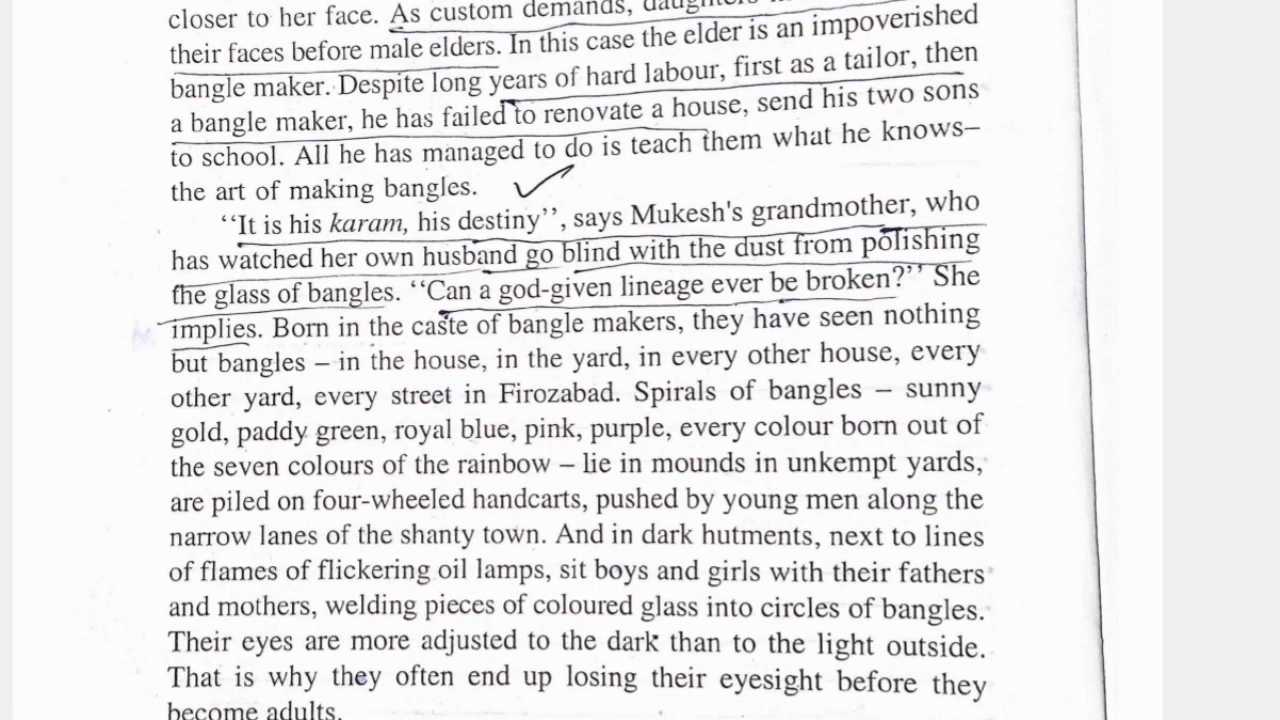 closer to her face. As custom demands, daughters
their faces before male elders. In this case the elder is an impoverished
bangle maker. Despite long years of hard labour, first as a tailor, then
a bangle maker, he has failed to renovate a house, send his two sons
to school. All he has managed to do is teach them what he knows–
the art of making bangles.
‘‘It is his karam, his destiny’’, says Mukesh's grandmother, who
has watched her own husband go blind with the dust from polishing
the glass of bangles. ‘‘Can a god-given lineage ever be broken?’’ She
implies. Born in the caste of bangle makers, they have seen nothing
but bangles – in the house, in the yard, in every other house, every
other yard, every street in Firozabad. Spirals of bangles – sunny
gold, paddy green, royal blue, pink, purple, every colour born out of
the seven colours of the rainbow – lie in mounds in unkempt yards,
are piled on four-wheeled handcarts, pushed by young men along the
narrow lanes of the shanty town. And in dark hutments, next to lines
of flames of flickering oil lamps, sit boys and girls with their fathers
and mothers, welding pieces of coloured glass into circles of bangles.
Their eyes are more adjusted to the dark than to the light outside.
That is why they often end up losing their eyesight before they
become adults.